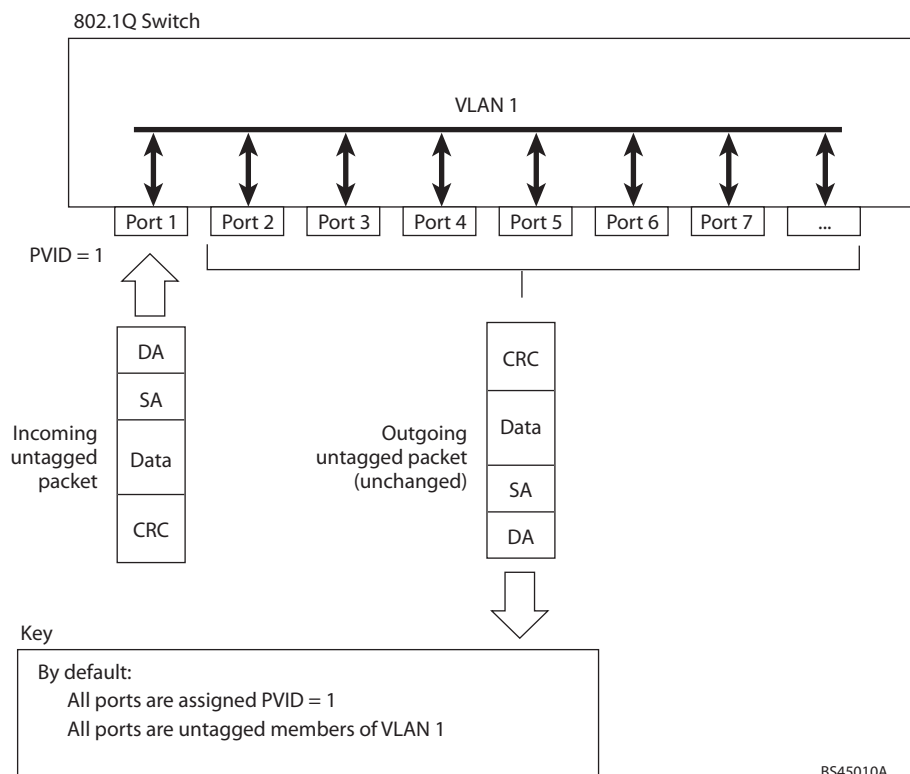 802.1Q Switch
VLAN 1
Port 1
Port 2
Port 3
Port 4
Port 5
Port 6
Port 7
...
PVID = 1
DA
SA
Data
CRC
Incoming
untagged
packet
CRC
Data
SA
DA
Outgoing
untagged packet
(unchanged)
Key
By default:
All ports are assigned PVID = 1
All ports are untagged members of VLAN 1
BS45010A